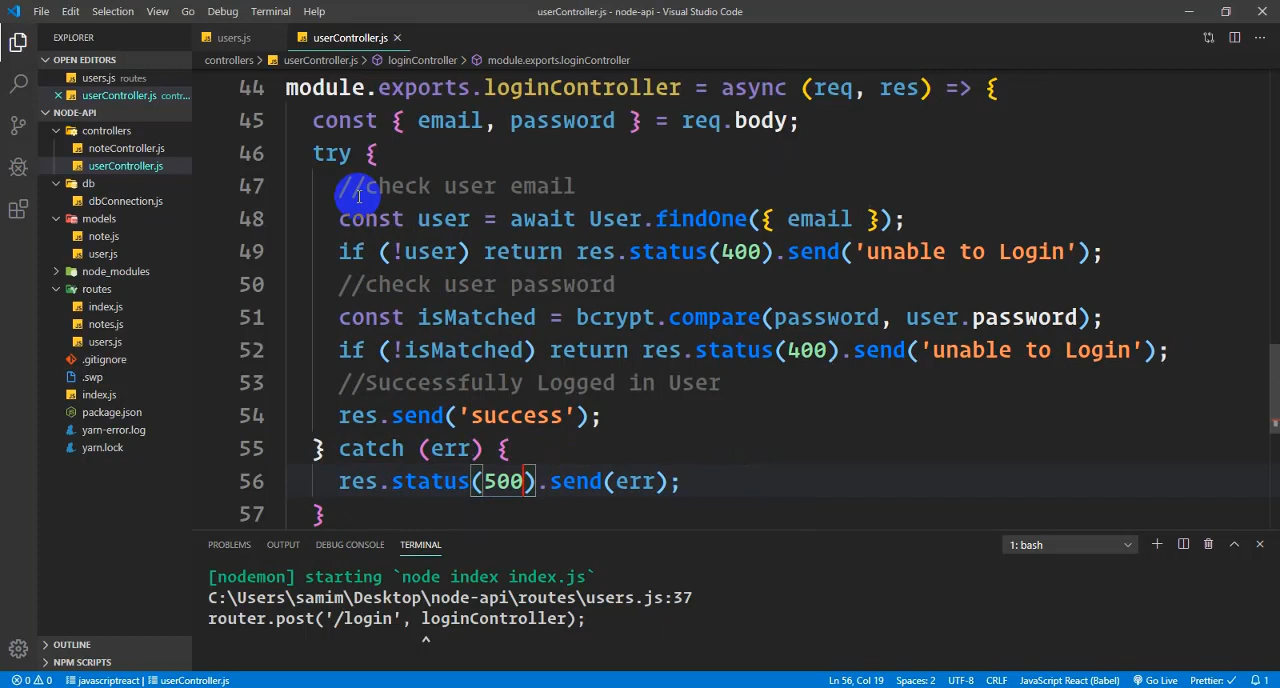 File Edit Selection View Go Debug Terminal Help userController.js - node-api - Visual Studio Code
EXPLORER
users.js
userController.js
OPEN EDITORS
users.js routes
userController.js contr...
NODE-API
controllers
noteController.js
userController.js
db
dbConnection.js
models
note.js
user.js
node_modules
routes
index.js
notes.js
users.js
.gitignore
.swp
index.js
package.json
yarn-error.log
yarn.lock
OUTLINE
NPM SCRIPTS
controllers > userController.js > loginController > module.exports.loginController
44 module.exports.loginController = async (req, res) => {
45 const { email, password } = req.body;
46 try {
47 //check user email
48 const user = await User.findOne({ email });
49 if (!user) return res.status(400).send('unable to Login');
50 //check user password
51 const isMatched = bcrypt.compare(password, user.password);
52 if (!isMatched) return res.status(400).send('unable to Login');
53 //Successfully Logged in User
54 res.send('success');
55 } catch (err) {
56 res.status(500).send(err);
57 }
PROBLEMS OUTPUT DEBUG CONSOLE TERMINAL 1: bash
[nodemon] starting `node index index.js`
C:\Users\samim\Desktop\node-api\routes\users.js:37
router.post('/login', loginController);
^
0 0 javascriptreact | userController.js Ln 56, Col 19 Spaces: 2 UTF-8 CRLF JavaScript React (Babel) Go Live Prettier: ✓ 1